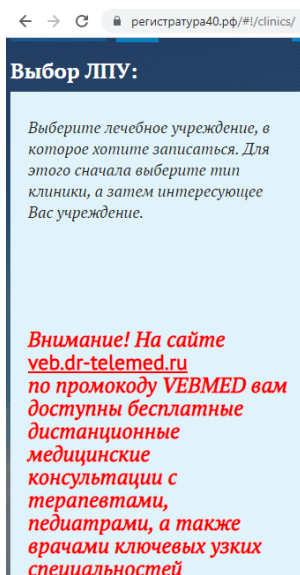 регистратура40.рф/#!/clinics/
Выбор ЛПУ:
Выберите лечебное учреждение, в
которое хотите записаться. Для
этого сначала выберите тип
клиники, а затем интересующее
Вас учреждение.
Внимание! На сайте
veb.dr-telemed.ru
по промокоду VEBMED вам
доступны бесплатные
дистанционные
медицинские
консультации с
терапевтами,
педиатрами, а также
врачами ключевых узких
специальностей